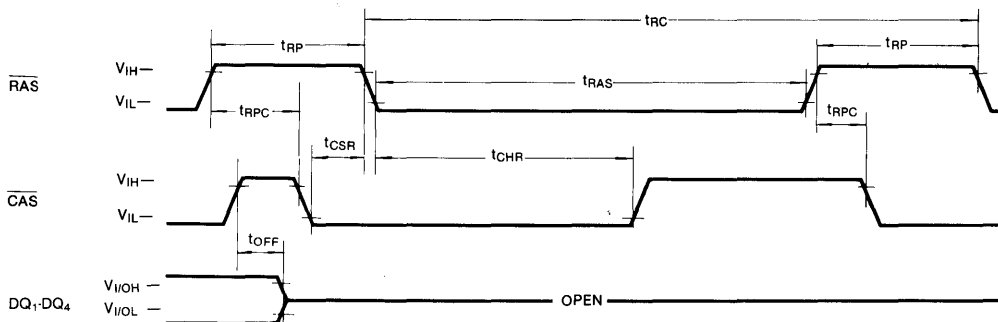 tRC
tRP tRP
RAS VIH— tRAS
VIL— tRPC tRPC
tCSR tCHR
CAS VIH—
VIL—
tOFF
DQ1-DQ4 VI/OH— OPEN
VI/OL—